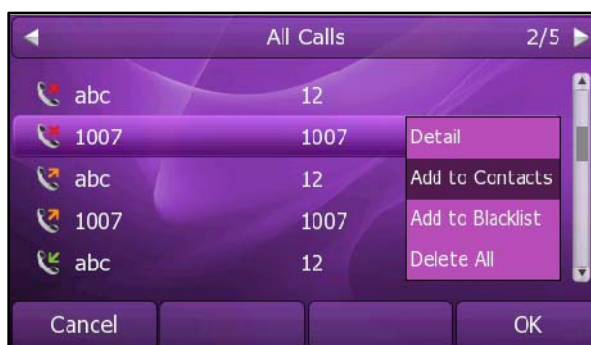 All Calls 2/5
abc 12
1007 1007 Detail
abc 12 Add to Contacts
1007 1007 Add to Blacklist
abc 12 Delete All
Cancel OK